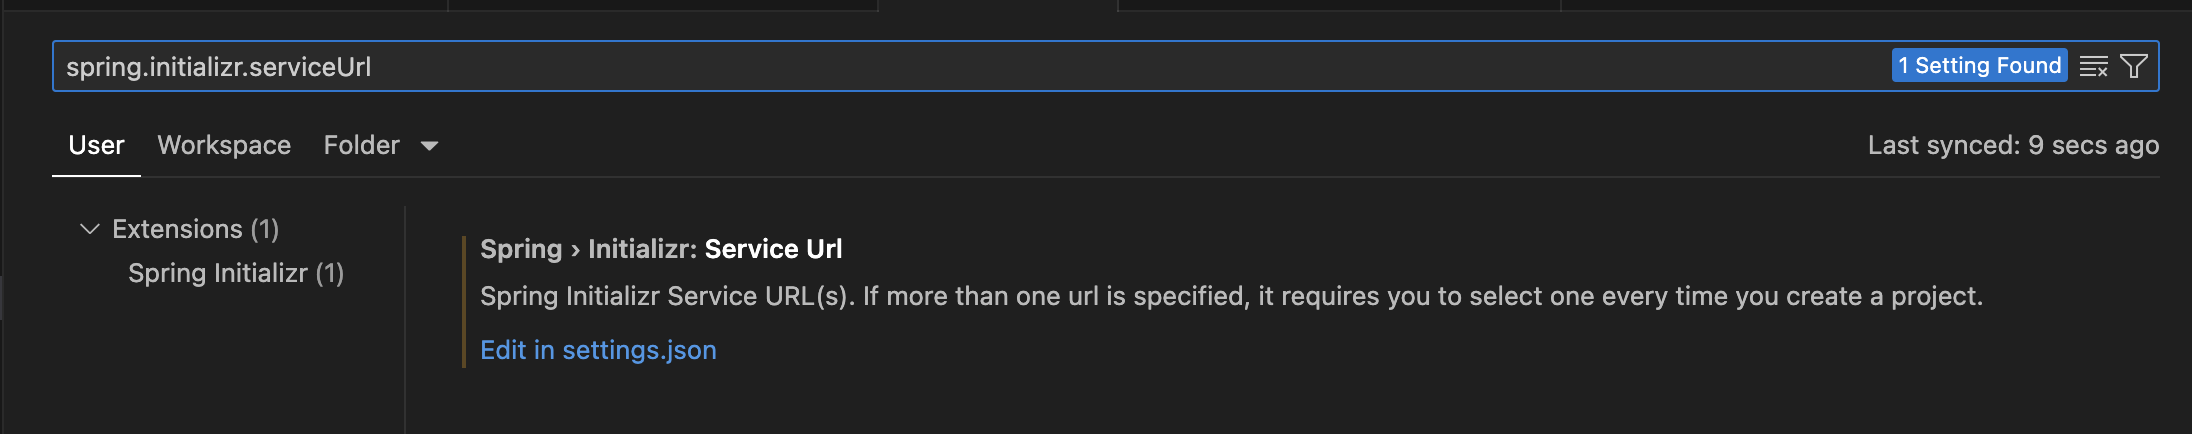 spring.initializr.serviceUrl
1 Setting Found
User Workspace Folder
Last synced: 9 secs ago
Extensions (1)
Spring Initializr (1)
Spring › Initializr: Service Url
Spring Initializr Service URL(s). If more than one url is specified, it requires you to select one every time you create a project.
Edit in settings.json